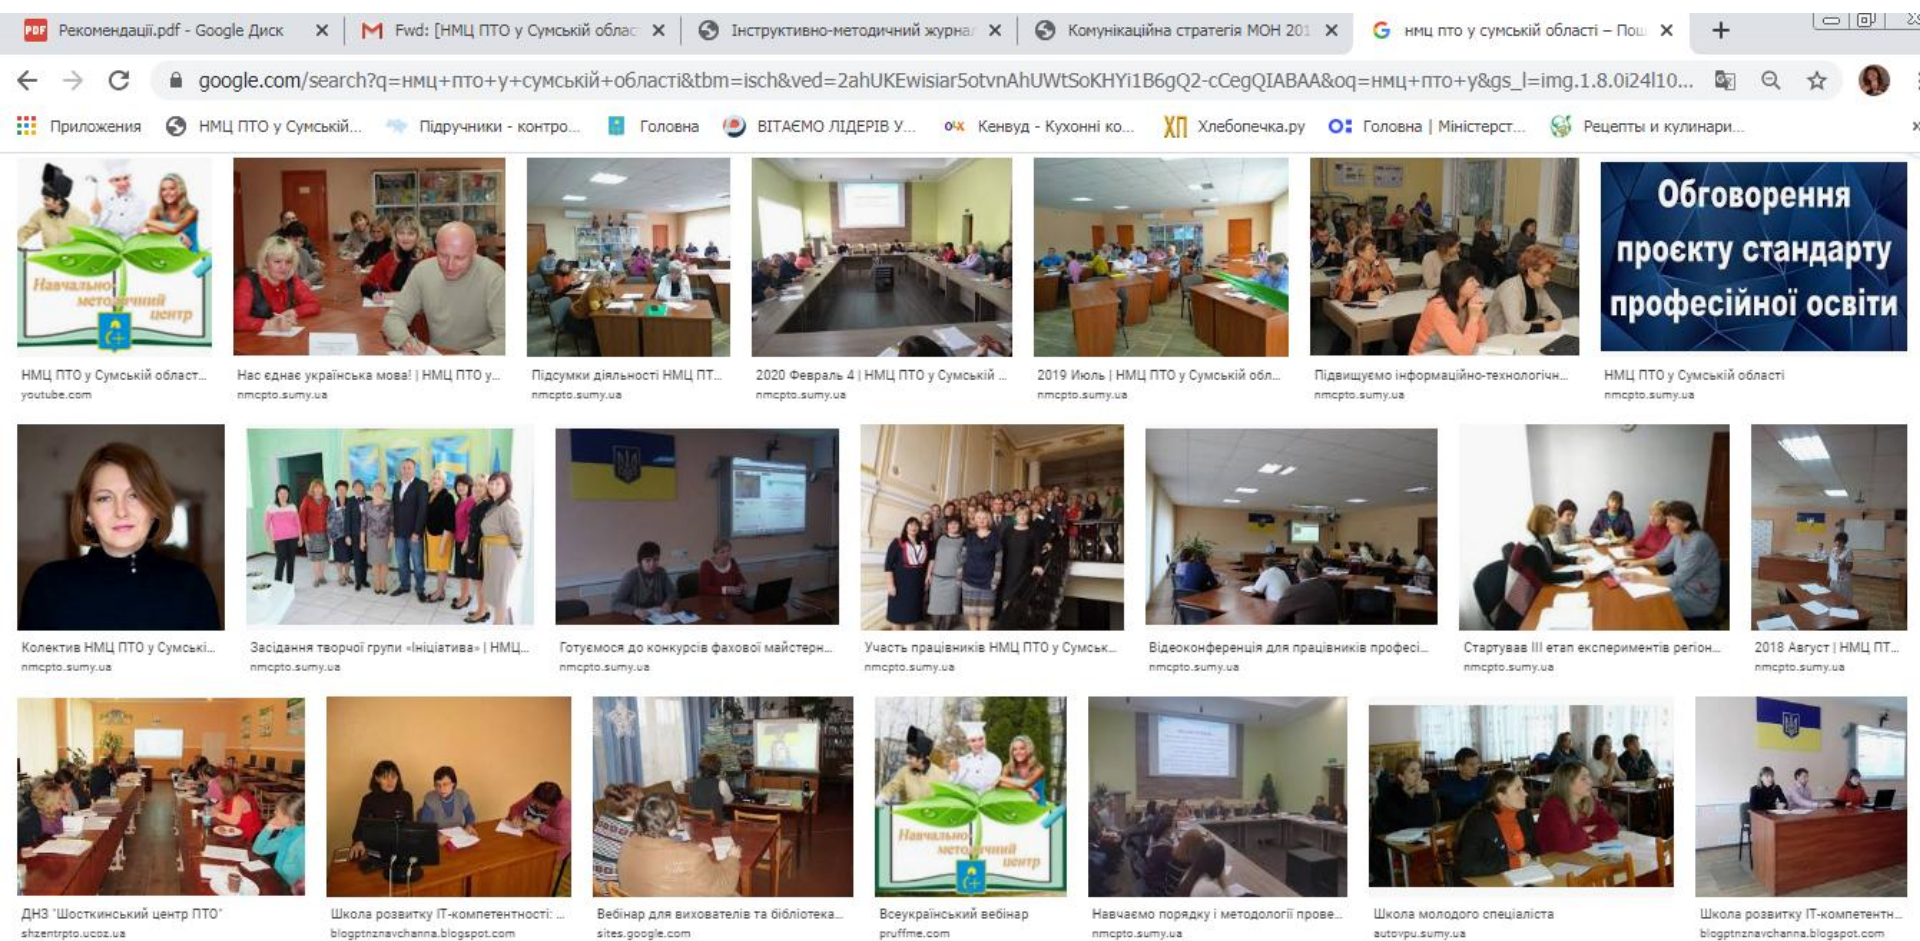 Рекомендації.pdf - Google Диск
Fwd: [НМЦ ПТО у Сумській облас
Інструктивно-методичний журна
Комунікаційна стратегія МОН 201
нмц пто у сумській області – Пош
google.com/search?q=нмц+пто+у+сумській+області&tbm=isch&ved=2ahUKEwisiar5otvnAhUWtSoKHYi1B6gQ2-cCegQIABAA&oq=нмц+пто+у&gs_l=img.1.8.0i24l10...
Приложения
НМЦ ПТО у Сумській...
Підручники - контро...
Головна
ВІТАЄМО ЛІДЕРІВ У...
Кенвуд - Кухонні ко...
ХП Хлебопечка.ру
Головна | Міністерст...
Рецепты и кулинари...
Навчально-
методичний
центр
Обговорення
проєкту стандарту
професійної освіти
НМЦ ПТО у Сумській област...
youtube.com
Нас єднає українська мова! | НМЦ ПТО у...
nmcpto.sumy.ua
Підсумки діяльності НМЦ ПТ...
nmcpto.sumy.ua
2020 Февраль 4 | НМЦ ПТО у Сумській ...
nmcpto.sumy.ua
2019 Июль | НМЦ ПТО у Сумській обл...
nmcpto.sumy.ua
Підвищуємо інформаційно-технологічн...
nmcpto.sumy.ua
НМЦ ПТО у Сумській області
nmcpto.sumy.ua
Колектив НМЦ ПТО у Сумські...
nmcpto.sumy.ua
Засідання творчої групи «Ініціатива» | НМЦ...
nmcpto.sumy.ua
Готуємося до конкурсів фахової майстерн...
nmcpto.sumy.ua
Участь працівників НМЦ ПТО у Сумськ...
nmcpto.sumy.ua
Відеоконференція для працівників професі...
nmcpto.sumy.ua
Стартував ІІІ етап експериментів регіон...
nmcpto.sumy.ua
2018 Август | НМЦ ПТ...
nmcpto.sumy.ua
Навчально-
методичний
центр
ДНЗ "Шосткинський центр ПТО"
shzentrpto.ucoz.ua
Школа розвитку ІТ-компетентності: ...
blogptnznavchanna.blogspot.com
Вебінар для вихователів та бібліотека...
sites.google.com
Всеукраїнський вебінар
pruffme.com
Навчаємо порядку і методології прове...
nmcpto.sumy.ua
Школа молодого спеціаліста
autovpu.sumy.ua
Школа розвитку ІТ-компетентн...
blogptnznavchanna.blogspot.com